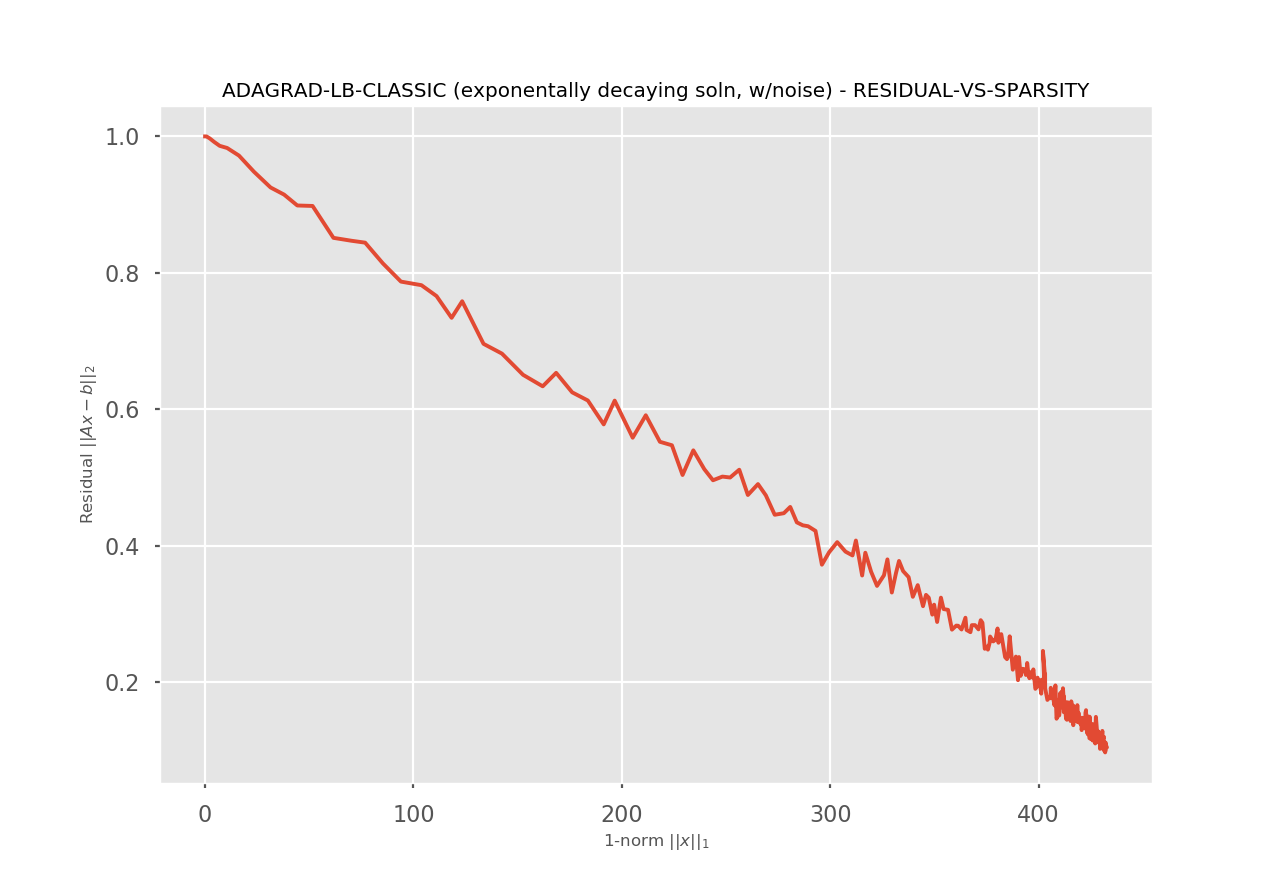 ADAGRAD-LB-CLASSIC (exponentially decaying soln, w/noise) - RESIDUAL-VS-SPARSITY
1.0
0.8
0.6
0.4
0.2
Residual ||Ax − b||₂
0 100 200 300 400
1-norm ||x||₁